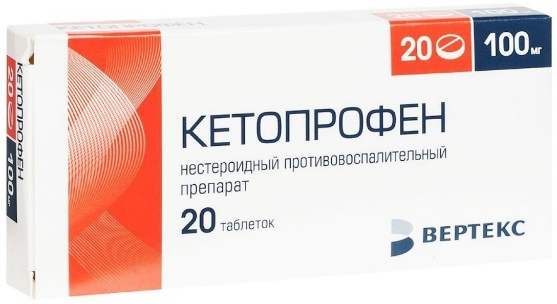 20 100 мг
КЕТОПРОФЕН
нестероидный противовоспалительный
препарат
20 таблеток
ВЕРТЕКС
20 100 мг